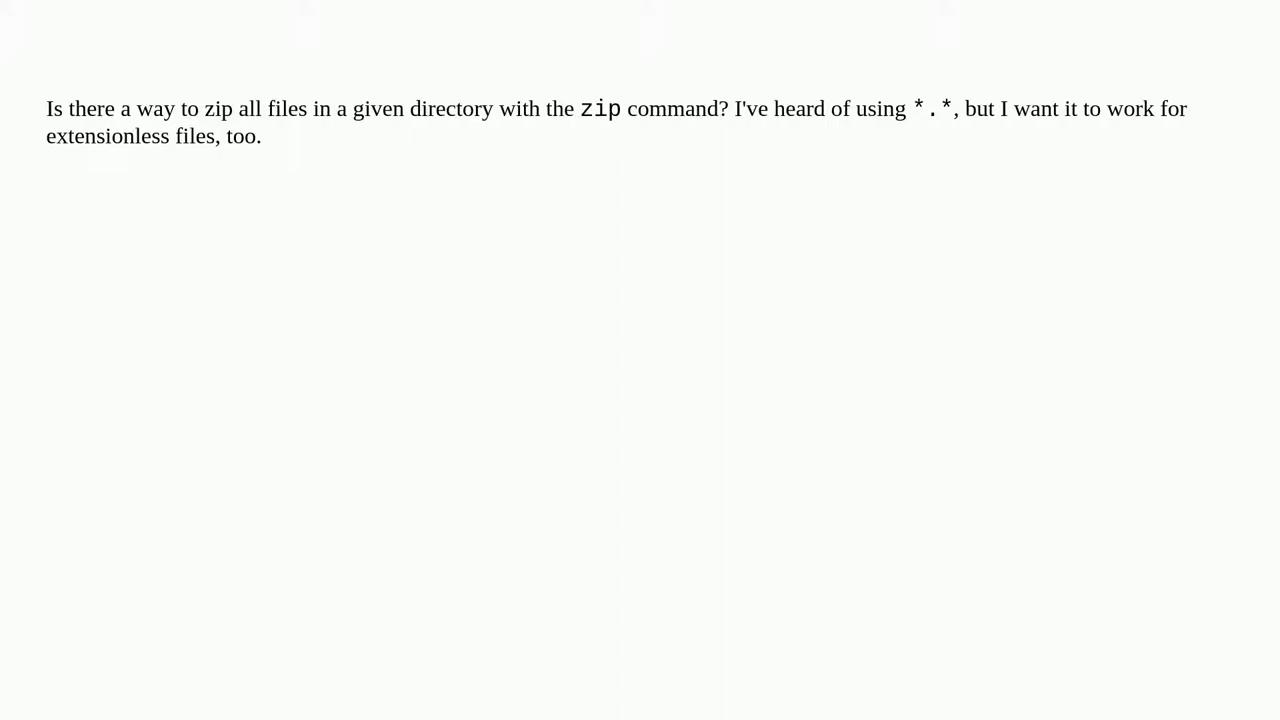 Is there a way to zip all files in a given directory with the zip command? I've heard of using *.*, but I want it to work for
extensionless files, too.